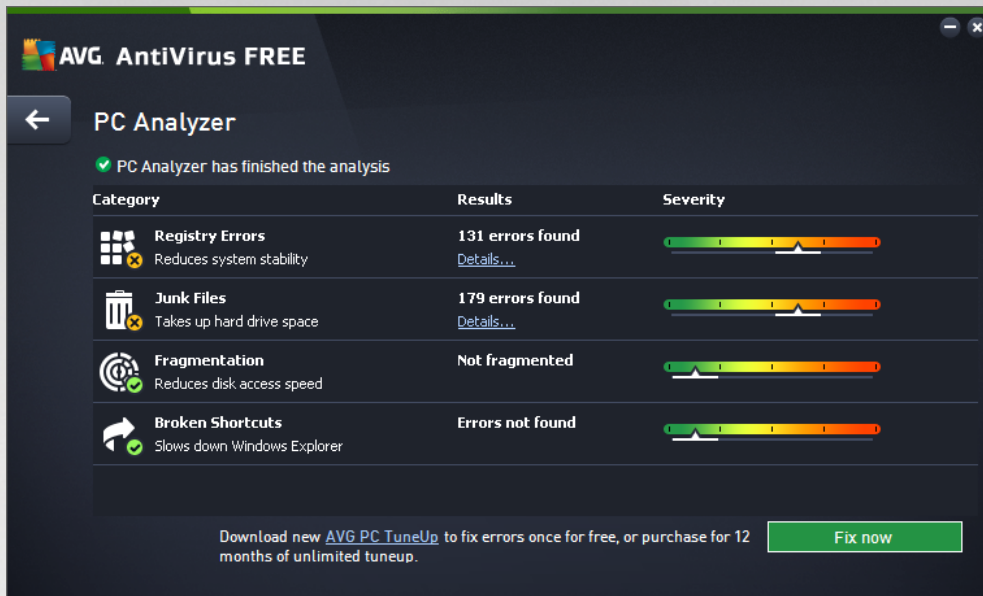 AVG AntiVirus FREE
PC Analyzer
PC Analyzer has finished the analysis
Category Results Severity
Registry Errors 131 errors found
Reduces system stability Details...
Junk Files 179 errors found
Takes up hard drive space Details...
Fragmentation Not fragmented
Reduces disk access speed
Broken Shortcuts Errors not found
Slows down Windows Explorer
Download new AVG PC TuneUp to fix errors once for free, or purchase for 12
months of unlimited tuneup.
Fix now